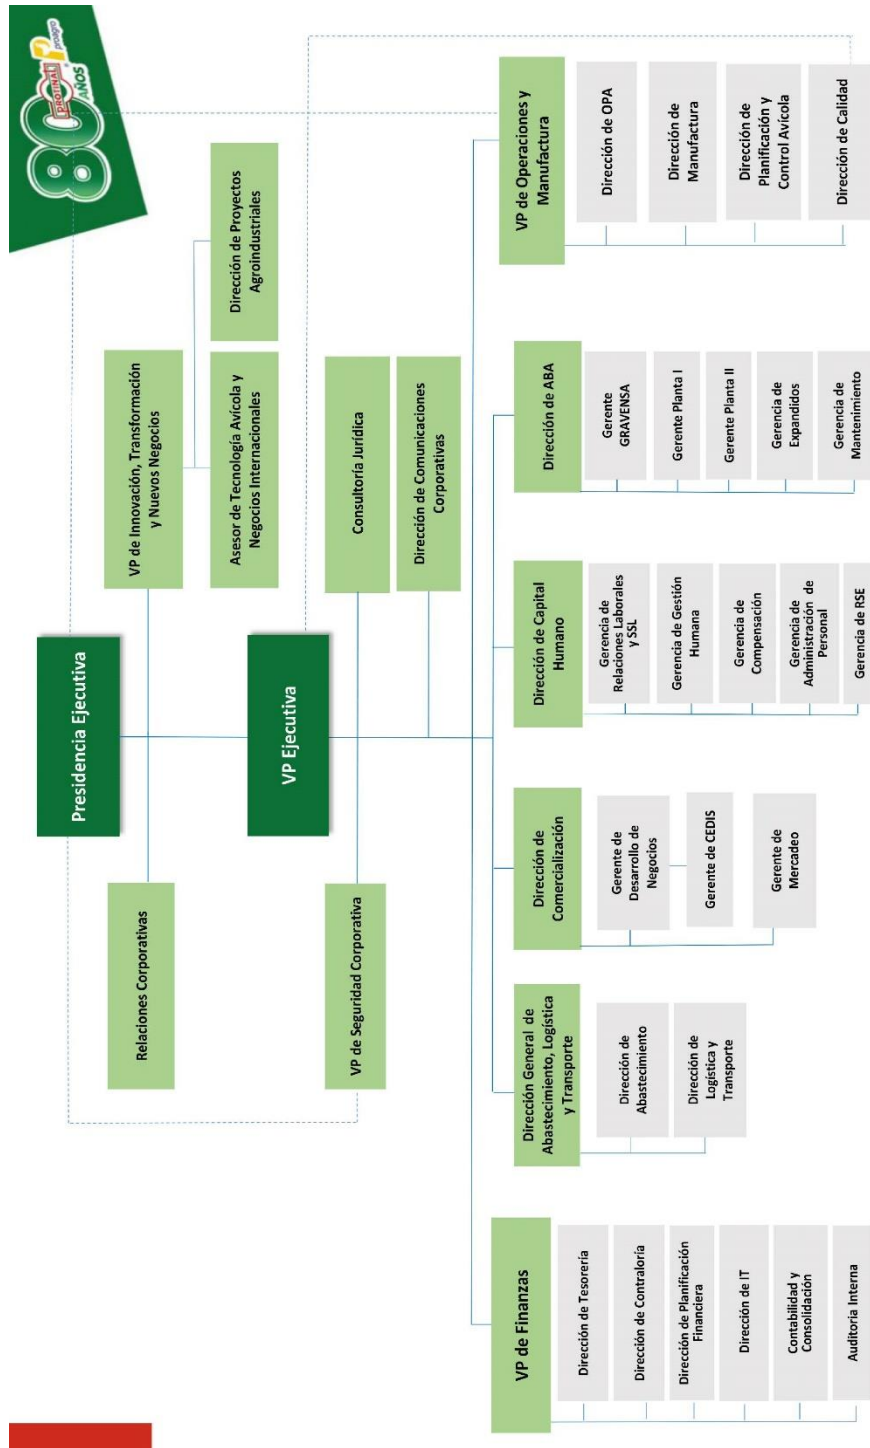 80
PROTINAL
proagro
AÑOS
Presidencia Ejecutiva
Relaciones Corporativas
VP de Innovación, Transformación
y Nuevos Negocios
Asesor de Tecnología Avícola y
Negocios Internacionales
Dirección de Proyectos
Agroindustriales
VP Ejecutiva
VP de Seguridad Corporativa
Consultoría Jurídica
Dirección de Comunicaciones
Corporativas
VP de Finanzas
Dirección de Tesorería
Dirección de Contraloría
Dirección de Planificación
Financiera
Dirección de IT
Contabilidad y
Consolidación
Auditoria Interna
Dirección General de
Abastecimiento, Logística
y Transporte
Dirección de
Abastecimiento
Dirección de
Logística y
Transporte
Dirección de
Comercialización
Gerente de
Desarrollo de
Negocios
Gerente de CEDIS
Gerente de
Mercadeo
Dirección de Capital
Humano
Gerencia de
Relaciones Laborales
y SSL
Gerencia de Gestión
Humana
Gerencia de
Compensación
Gerencia de
Administración de
Personal
Gerencia de RSE
Dirección de ABA
Gerente
GRAVENSA
Gerente Planta I
Gerente Planta II
Gerencia de
Expandidos
Gerencia de
Mantenimiento
VP de Operaciones y
Manufactura
Dirección de OPA
Dirección de
Manufactura
Dirección de
Planificación y
Control Avícola
Dirección de Calidad